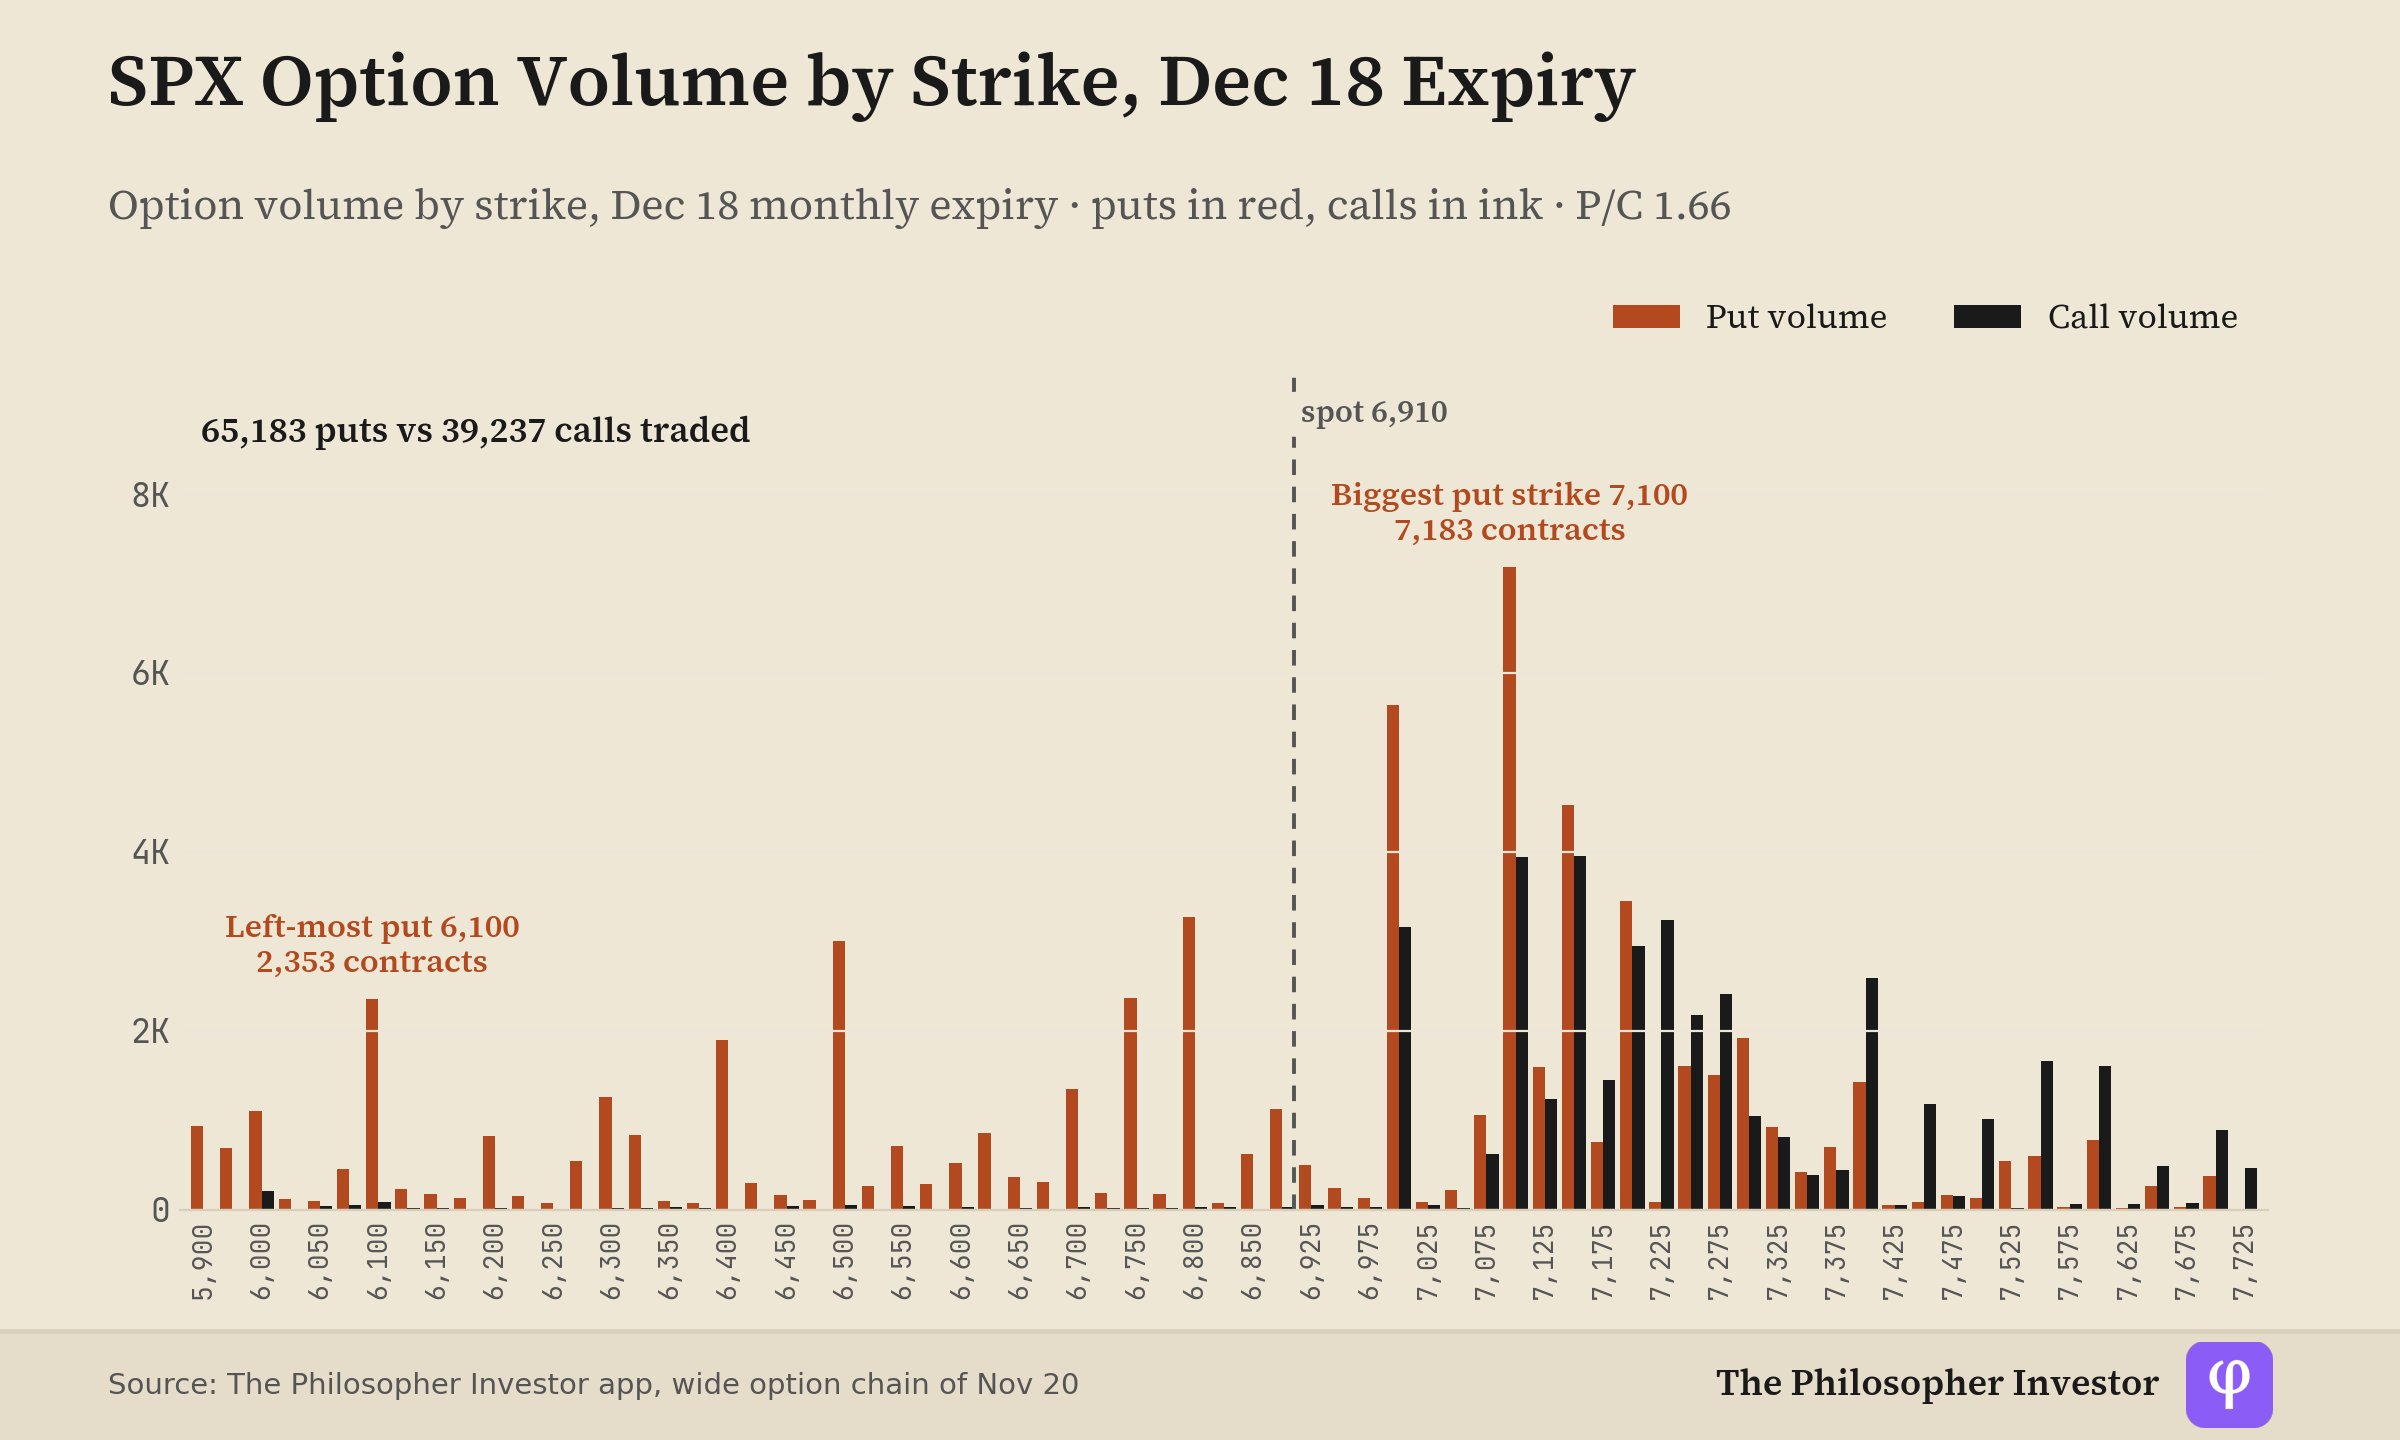 SPX Option Volume by Strike, Dec 18 Expiry
Option volume by strike, Dec 18 monthly expiry · puts in red, calls in ink · P/C 1.66
Put volume
Call volume
spot 6,910
65,183 puts vs 39,237 calls traded
Biggest put strike 7,100
7,183 contracts
Left-most put 6,100
2,353 contracts
8K
6K
4K
2K
0
5,900
6,000
6,050
6,100
6,150
6,200
6,250
6,300
6,350
6,400
6,450
6,500
6,550
6,600
6,650
6,700
6,750
6,800
6,850
6,925
6,975
7,025
7,075
7,125
7,175
7,225
7,275
7,325
7,375
7,425
7,475
7,525
7,575
7,625
7,675
7,725
Source: The Philosopher Investor app, wide option chain of Nov 20
The Philosopher Investor
φ